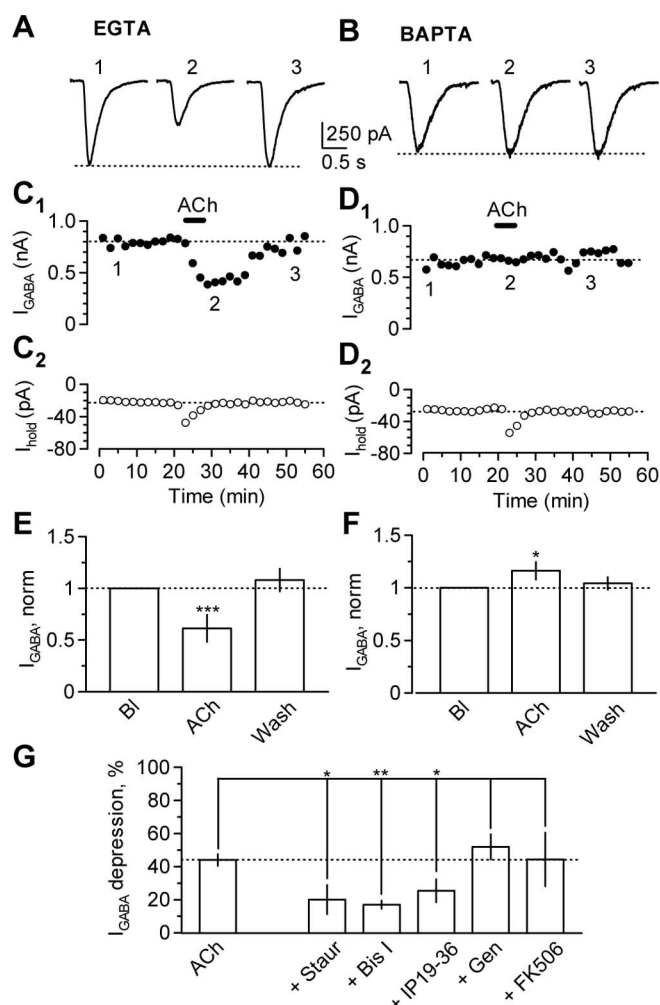 A EGTA
1 2 3
B BAPTA
1 2 3
250 pA
0.5 s
C1
ACh
1.0
0.5
0
IGABA (nA)
1 2 3
D1
ACh
1.0
0.5
0
IGABA (nA)
1 2 3
C2
0
-40
-80
Ihold (pA)
0 10 20 30 40 50 60
Time (min)
D2
0
-40
-80
Ihold (pA)
0 10 20 30 40 50 60
Time (min)
E
1.5
1
0.5
0
IGABA, norm
***
Bl ACh Wash
F
1.5
1
0.5
0
IGABA, norm
*
Bl ACh Wash
G
100
80
60
40
20
0
IGABA depression, %
* ** *
ACh + Staur + Bis I + IP19-36 + Gen + FK506